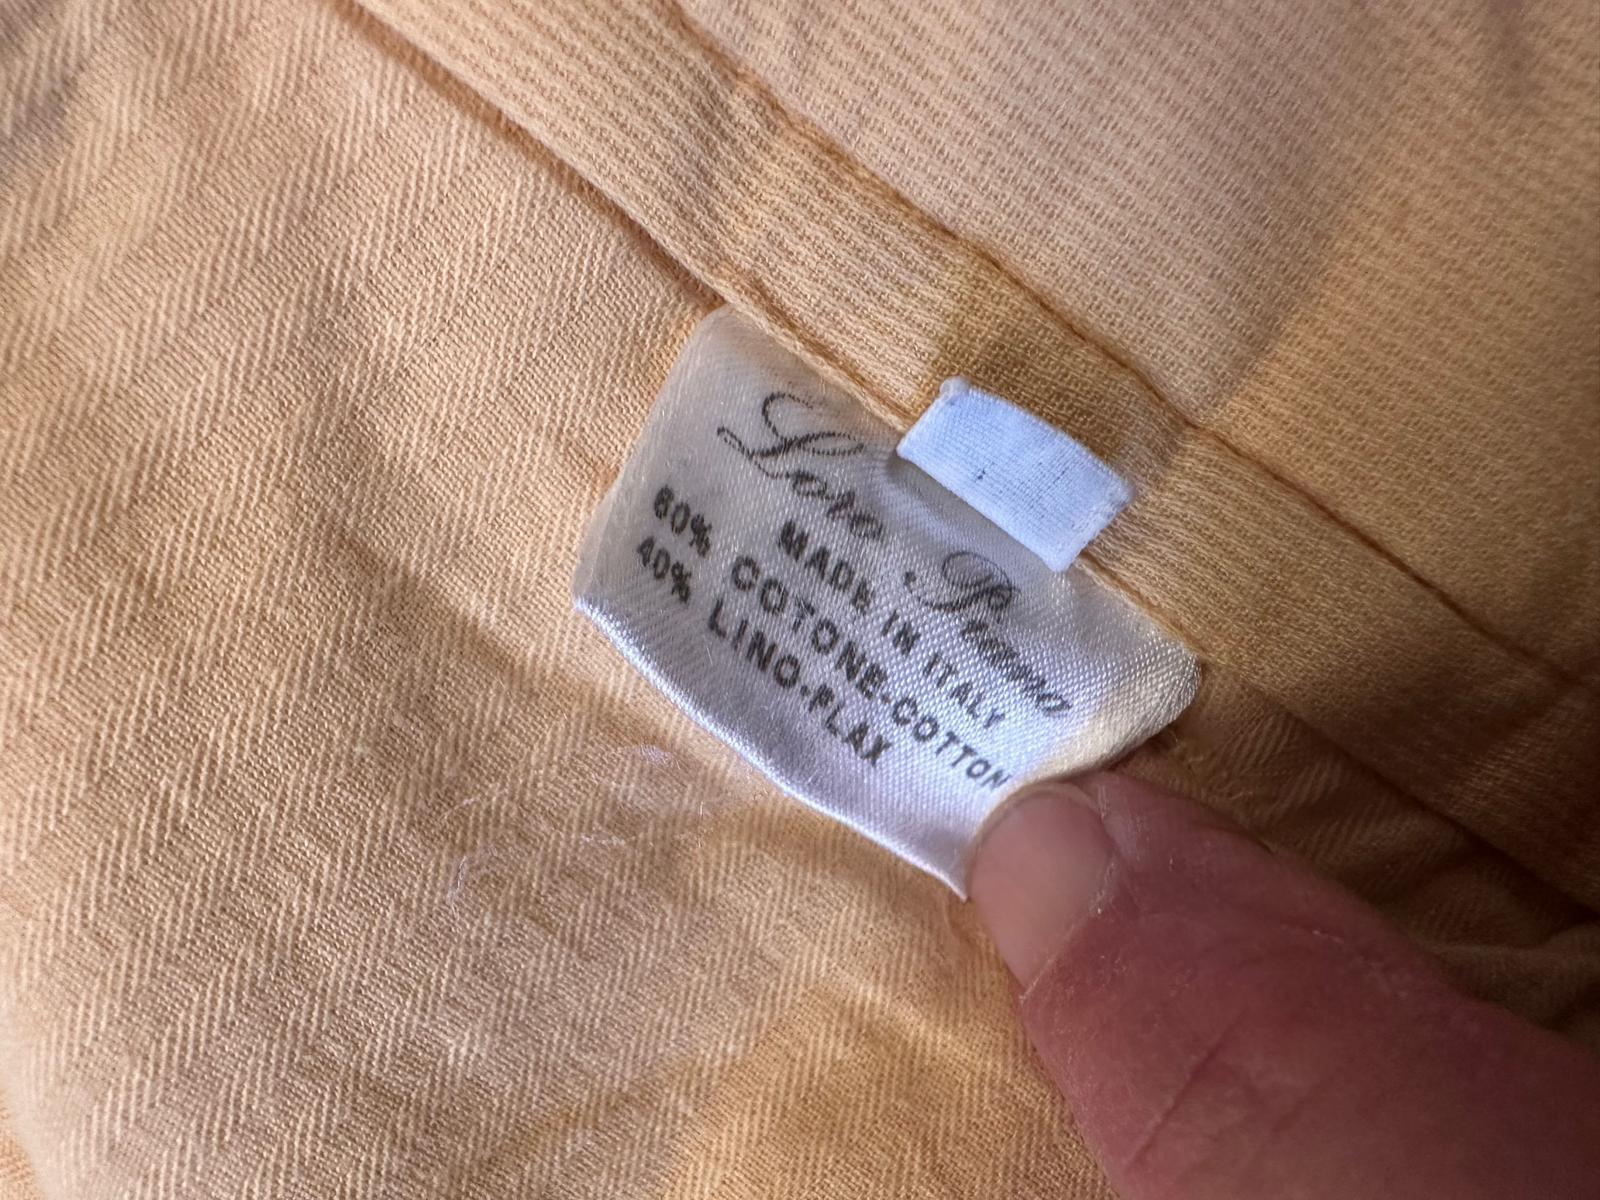 Loro Piana
MADE IN ITALY
60% COTONE-COTTON
40% LINO-FLAX